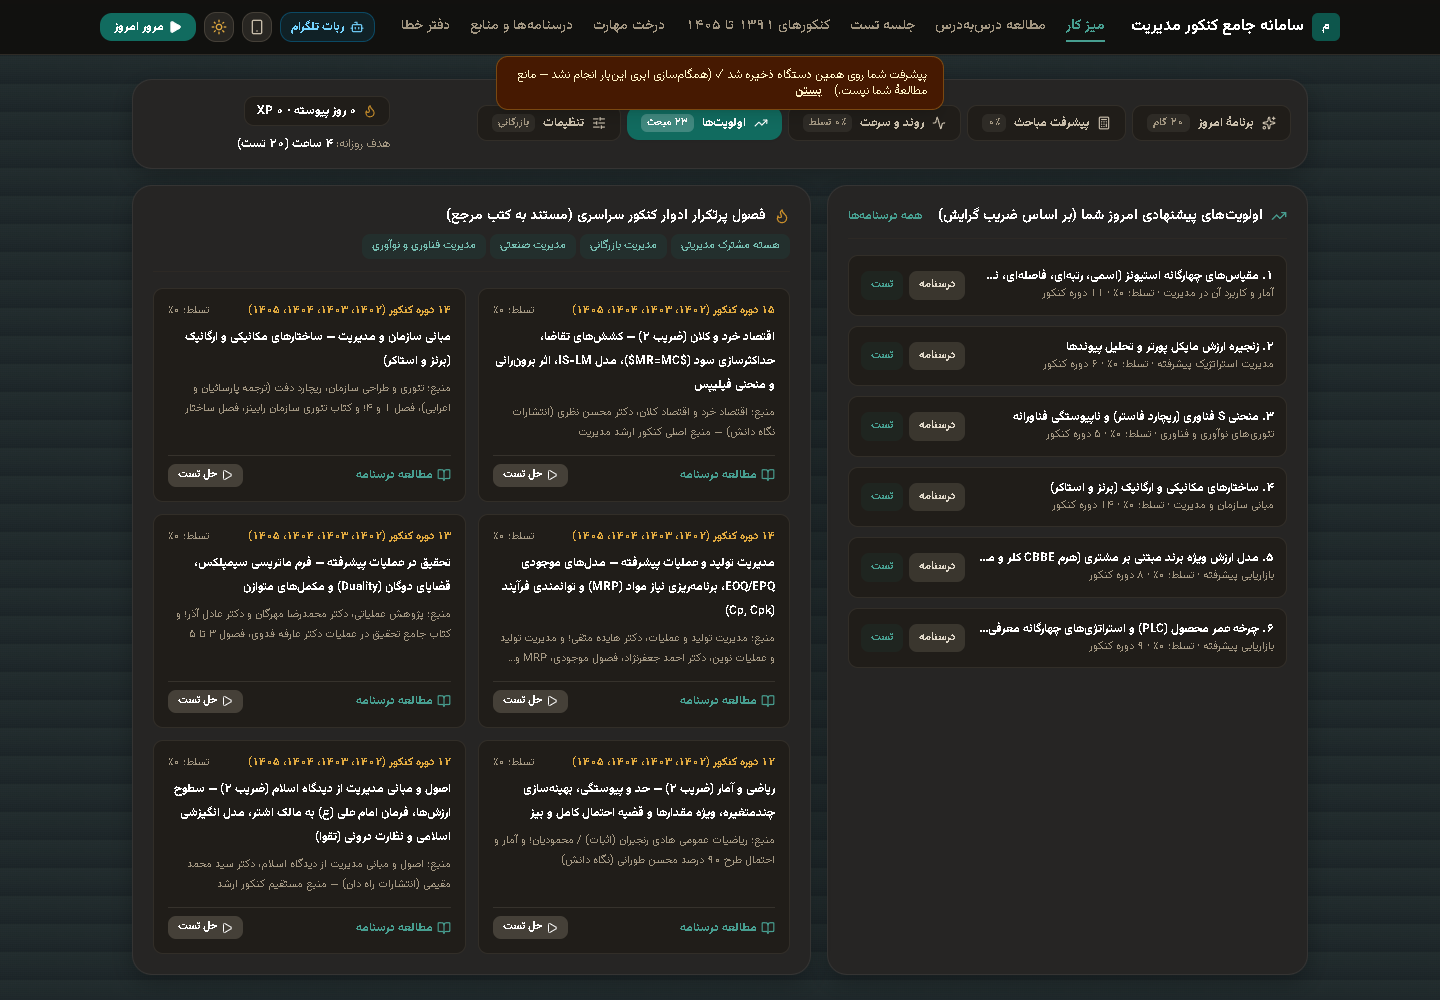 م
سامانه جامع کنکور مدیریت
میز کار
مطالعه درس‌به‌درس
جلسه تست
کنکورهای ۱۳۹۱ تا ۱۴۰۵
درخت مهارت
درسنامه‌ها و منابع
دفتر خطا
ربات تلگرام
مرور امروز
پیشرفت شما روی همین دستگاه ذخیره شد ✓ (همگام‌سازی ابری این‌بار انجام نشد — مانع
مطالعهٔ شما نیست.) بستن
برنامهٔ امروز ۲۰ گام
پیشرفت مباحث ۰٪
روند و سرعت ۰٪ تسلط
اولویت‌ها ۲۳ مبحث
تنظیمات بازرگانی
۰ روز پیوسته · ۰ XP
هدف روزانه: ۴ ساعت (۲۰ تست)
اولویت‌های پیشنهادی امروز شما (بر اساس ضریب گرایش)
همه درسنامه‌ها
۱. مقیاس‌های چهارگانه استیونز (اسمی، رتبه‌ای، فاصله‌ای، ن...
آمار و کاربرد آن در مدیریت · تسلط: ۰٪ · ۱۱ دوره کنکور
درسنامه
تست
۲. زنجیره ارزش مایکل پورتر و تحلیل پیوندها
مدیریت استراتژیک پیشرفته · تسلط: ۰٪ · ۶ دوره کنکور
درسنامه
تست
۳. منحنی S فناوری (ریچارد فاستر) و ناپیوستگی فناورانه
تئوری‌های نوآوری و فناوری · تسلط: ۰٪ · ۵ دوره کنکور
درسنامه
تست
۴. ساختارهای مکانیکی و ارگانیک (برنز و استاکر)
مبانی سازمان و مدیریت · تسلط: ۰٪ · ۱۴ دوره کنکور
درسنامه
تست
۵. مدل ارزش ویژه برند مبتنی بر مشتری (هرم CBBE کلر و مـ...
بازاریابی پیشرفته · تسلط: ۰٪ · ۸ دوره کنکور
درسنامه
تست
۶. چرخه عمر محصول (PLC) و استراتژی‌های چهارگانه معرفی...
بازاریابی پیشرفته · تسلط: ۰٪ · ۹ دوره کنکور
درسنامه
تست
فصول پرتکرار ادوار کنکور سراسری (مستند به کتب مرجع)
هسته مشترک مدیریتی
مدیریت بازرگانی
مدیریت صنعتی
مدیریت فناوری و نوآوری
۱۵ دوره کنکور (۱۴۰۲، ۱۴۰۳، ۱۴۰۴، ۱۴۰۵)
تسلط: ۰٪
اقتصاد خرد و کلان (ضریب ۲) — کشش‌های تقاضا،
حداکثرسازی سود ($MR=MC$)، مدل IS-LM، اثر برون‌رانی
و منحنی فیلیپس
منبع: اقتصاد خرد و اقتصاد کلان، دکتر محسن نظری (انتشارات
نگاه دانش) — منبع اصلی کنکور ارشد مدیریت
مطالعه درسنامه
حل تست
۱۴ دوره کنکور (۱۴۰۲، ۱۴۰۳، ۱۴۰۴، ۱۴۰۵)
تسلط: ۰٪
مبانی سازمان و مدیریت — ساختارهای مکانیکی و ارگانیک
(برنز و استاکر)
منبع: تئوری و طراحی سازمان، ریچارد دفت (ترجمه پارسائیان و
اعرابی)، فصل ۱ و ۴؛ و کتاب تئوری سازمان رابینز، فصل ساختار
مطالعه درسنامه
حل تست
۱۴ دوره کنکور (۱۴۰۲، ۱۴۰۳، ۱۴۰۴، ۱۴۰۵)
تسلط: ۰٪
مدیریت تولید و عملیات پیشرفته — مدل‌های موجودی
EOQ/EPQ، برنامه‌ریزی نیاز مواد (MRP) و توانمندی فرآیند
(Cp, Cpk)
منبع: مدیریت تولید و عملیات، دکتر هایده متقی؛ و مدیریت تولید
و عملیات نوین، دکتر احمد جعفرنژاد، فصول موجودی، MRP و...
مطالعه درسنامه
حل تست
۱۳ دوره کنکور (۱۴۰۲، ۱۴۰۳، ۱۴۰۴، ۱۴۰۵)
تسلط: ۰٪
تحقیق در عملیات پیشرفته — فرم ماتریسی سیمپلکس،
قضایای دوگان (Duality) و مکمل‌های متوازن
منبع: پژوهش عملیاتی، دکتر محمدرضا مهرگان و دکتر عادل آذر؛ و
کتاب جامع تحقیق در عملیات دکتر عارفه فدوی، فصول ۳ تا ۵
مطالعه درسنامه
حل تست
۱۲ دوره کنکور (۱۴۰۲، ۱۴۰۳، ۱۴۰۴، ۱۴۰۵)
تسلط: ۰٪
ریاضی و آمار (ضریب ۲) — حد و پیوستگی، بهینه‌سازی
چندمتغیره، ویژه مقدارها و قضیه احتمال کامل و بیز
منبع: ریاضیات عمومی هادی رنجبران (اثبات) / محمودیان؛ و آمار و
احتمال طرح ۹۰ درصد محسن طورانی (نگاه دانش)
مطالعه درسنامه
حل تست
۱۲ دوره کنکور (۱۴۰۲، ۱۴۰۳، ۱۴۰۴، ۱۴۰۵)
تسلط: ۰٪
اصول و مبانی مدیریت از دیدگاه اسلام (ضریب ۲) — سطوح
ارزش‌ها، فرمان امام علی (ع) به مالک اشتر، مدل انگیزشی
اسلامی و نظارت درونی (تقوا)
منبع: اصول و مبانی مدیریت از دیدگاه اسلام، دکتر سید محمد
مقیمی (انتشارات راه دان) — منبع مستقیم کنکور ارشد
مطالعه درسنامه
حل تست